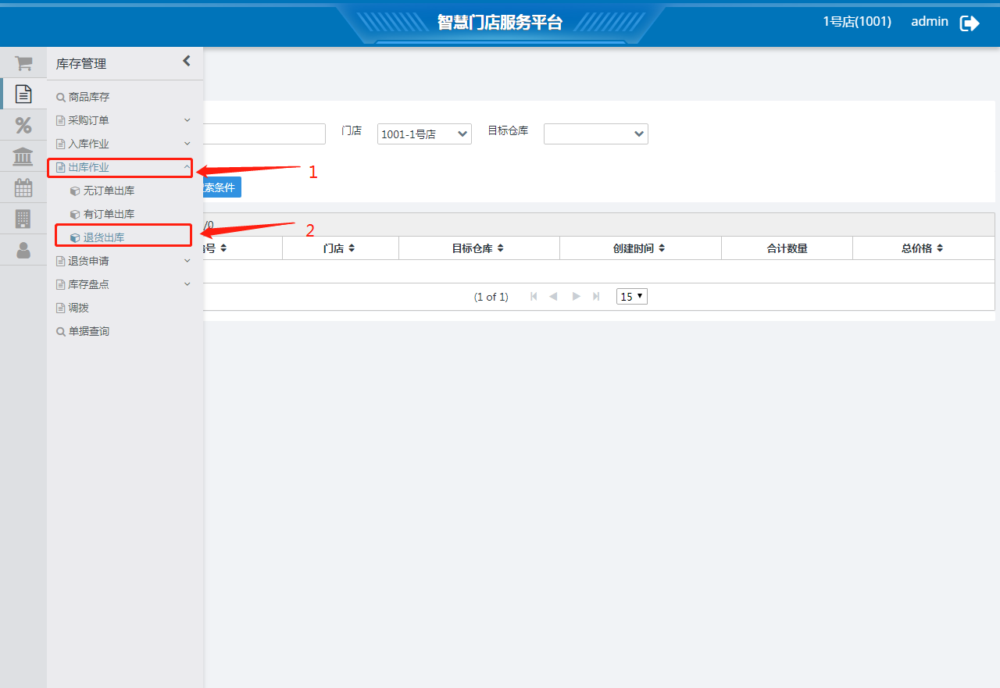 智慧门店服务平台
1号店(1001) admin
库存管理
商品库存
采购订单
入库作业
出库作业
无订单出库
有订单出库
退货出库
退货申请
库存盘点
调拨
单据查询
1
2
门店 1001-1号店 目标仓库
索条件
/0
号 门店 目标仓库 创建时间 合计数量 总价格
(1 of 1) 15